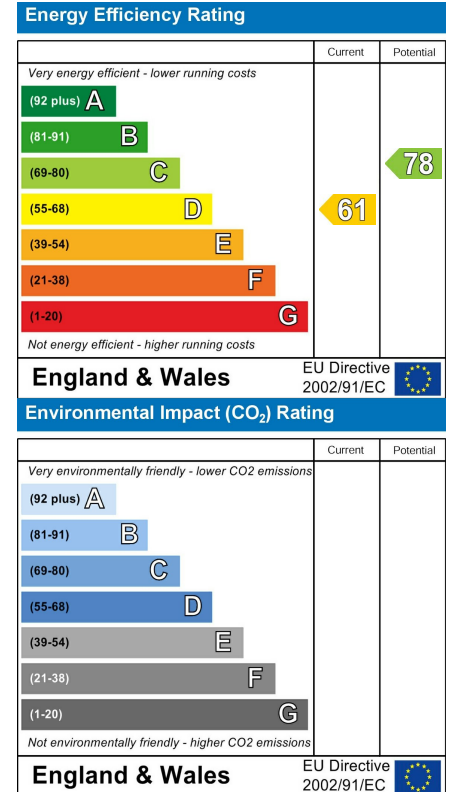 Energy Efficiency Rating
Current Potential
Very energy efficient - lower running costs
(92 plus) A
(81-91) B
(69-80) C
78
(55-68) D
61
(39-54) E
(21-38) F
(1-20) G
Not energy efficient - higher running costs
England & Wales
EU Directive
2002/91/EC
Environmental Impact (CO₂) Rating
Current Potential
Very environmentally friendly - lower CO2 emissions
(92 plus) A
(81-91) B
(69-80) C
(55-68) D
(39-54) E
(21-38) F
(1-20) G
Not environmentally friendly - higher CO2 emissions
England & Wales
EU Directive
2002/91/EC